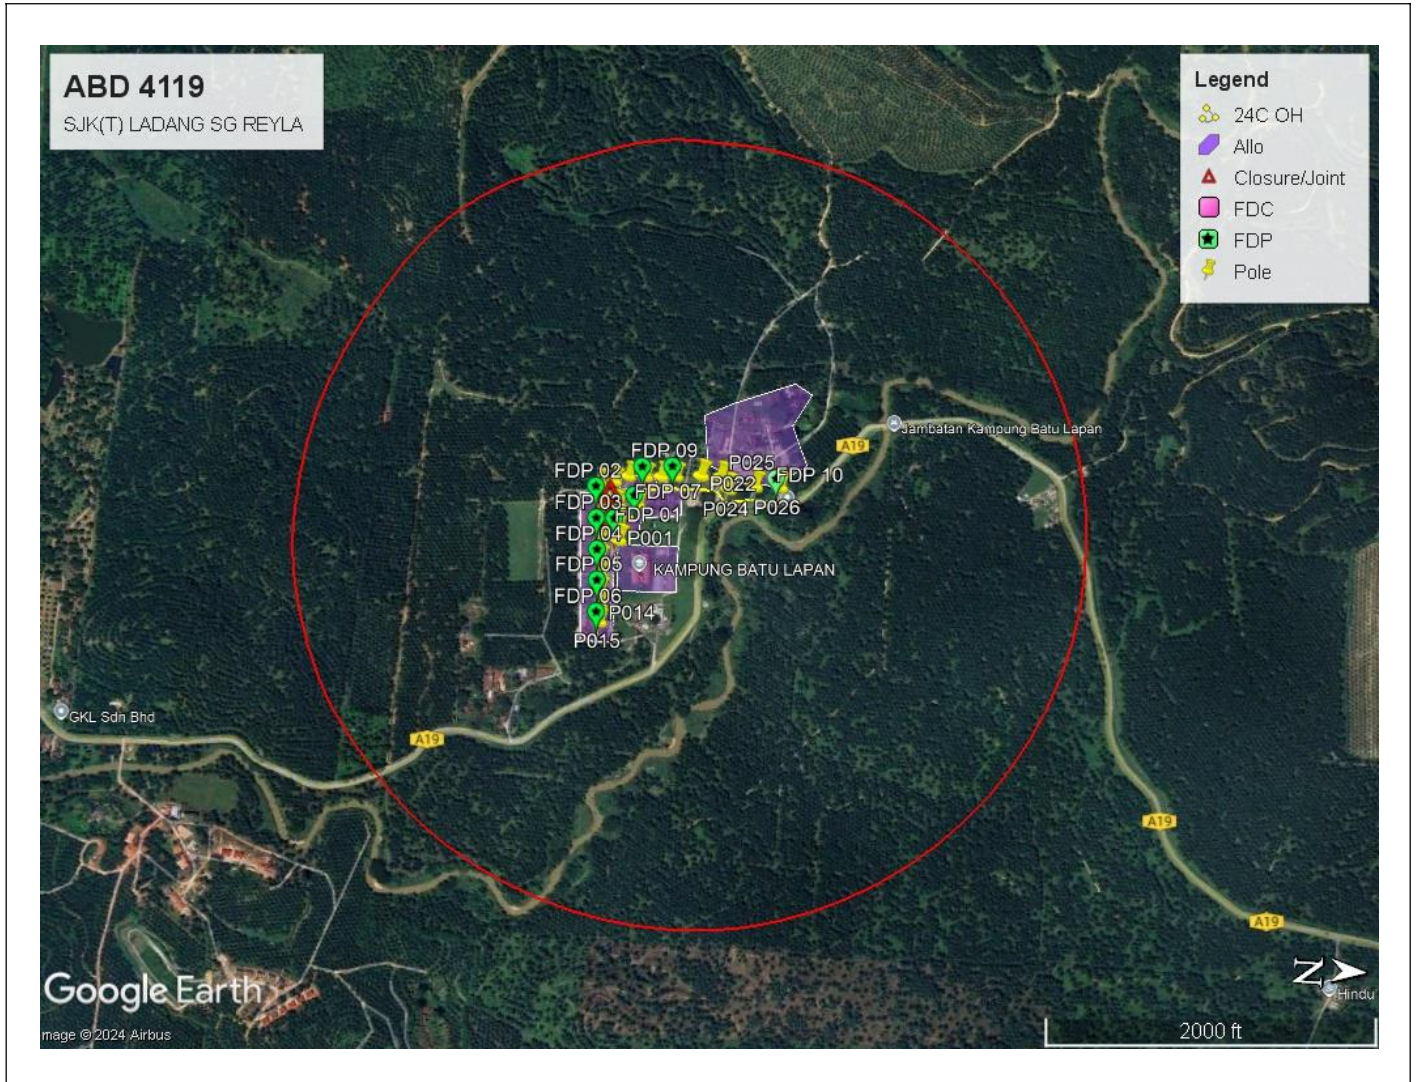 ABD 4119
SJK(T) LADANG SG REYLA
Legend
24C OH
Allo
Closure/Joint
FDC
FDP
Pole
Jambatan Kampung Batu Lapan
A19
FDP 09
P025
FDP 02
FDP 10
P022
FDP 07
FDP 03
P024
P026
FDP 01
FDP 04
P001
FDP 05
KAMPUNG BATU LAPAN
FDP 06
P014
P015
GKL Sdn Bhd
A19
A19
A19
N
Hindu
Google Earth
2000 ft
mage © 2024 Airbus